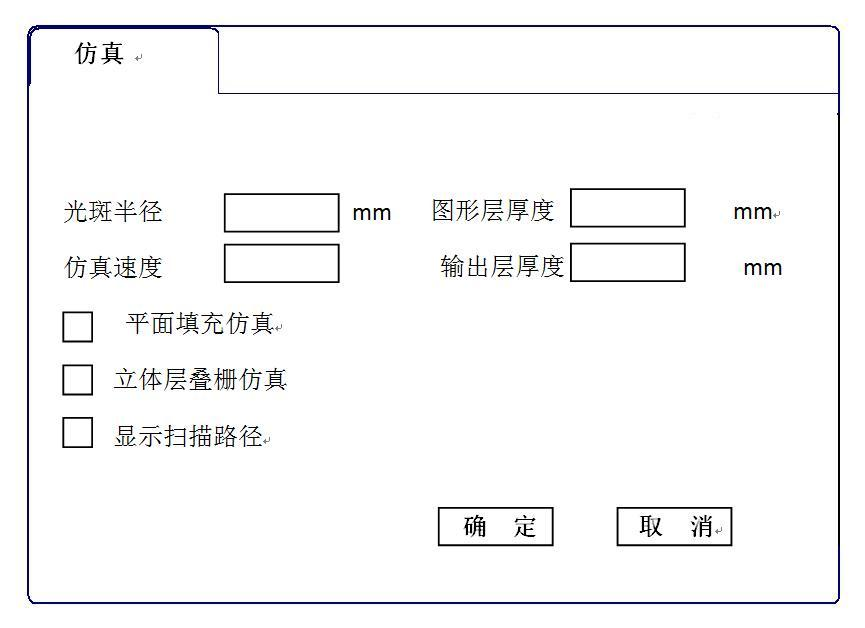 仿真
光斑半径 mm 图形层厚度 mm
仿真速度 输出层厚度 mm
平面填充仿真
立体层叠栅仿真
显示扫描路径
确 定 取 消